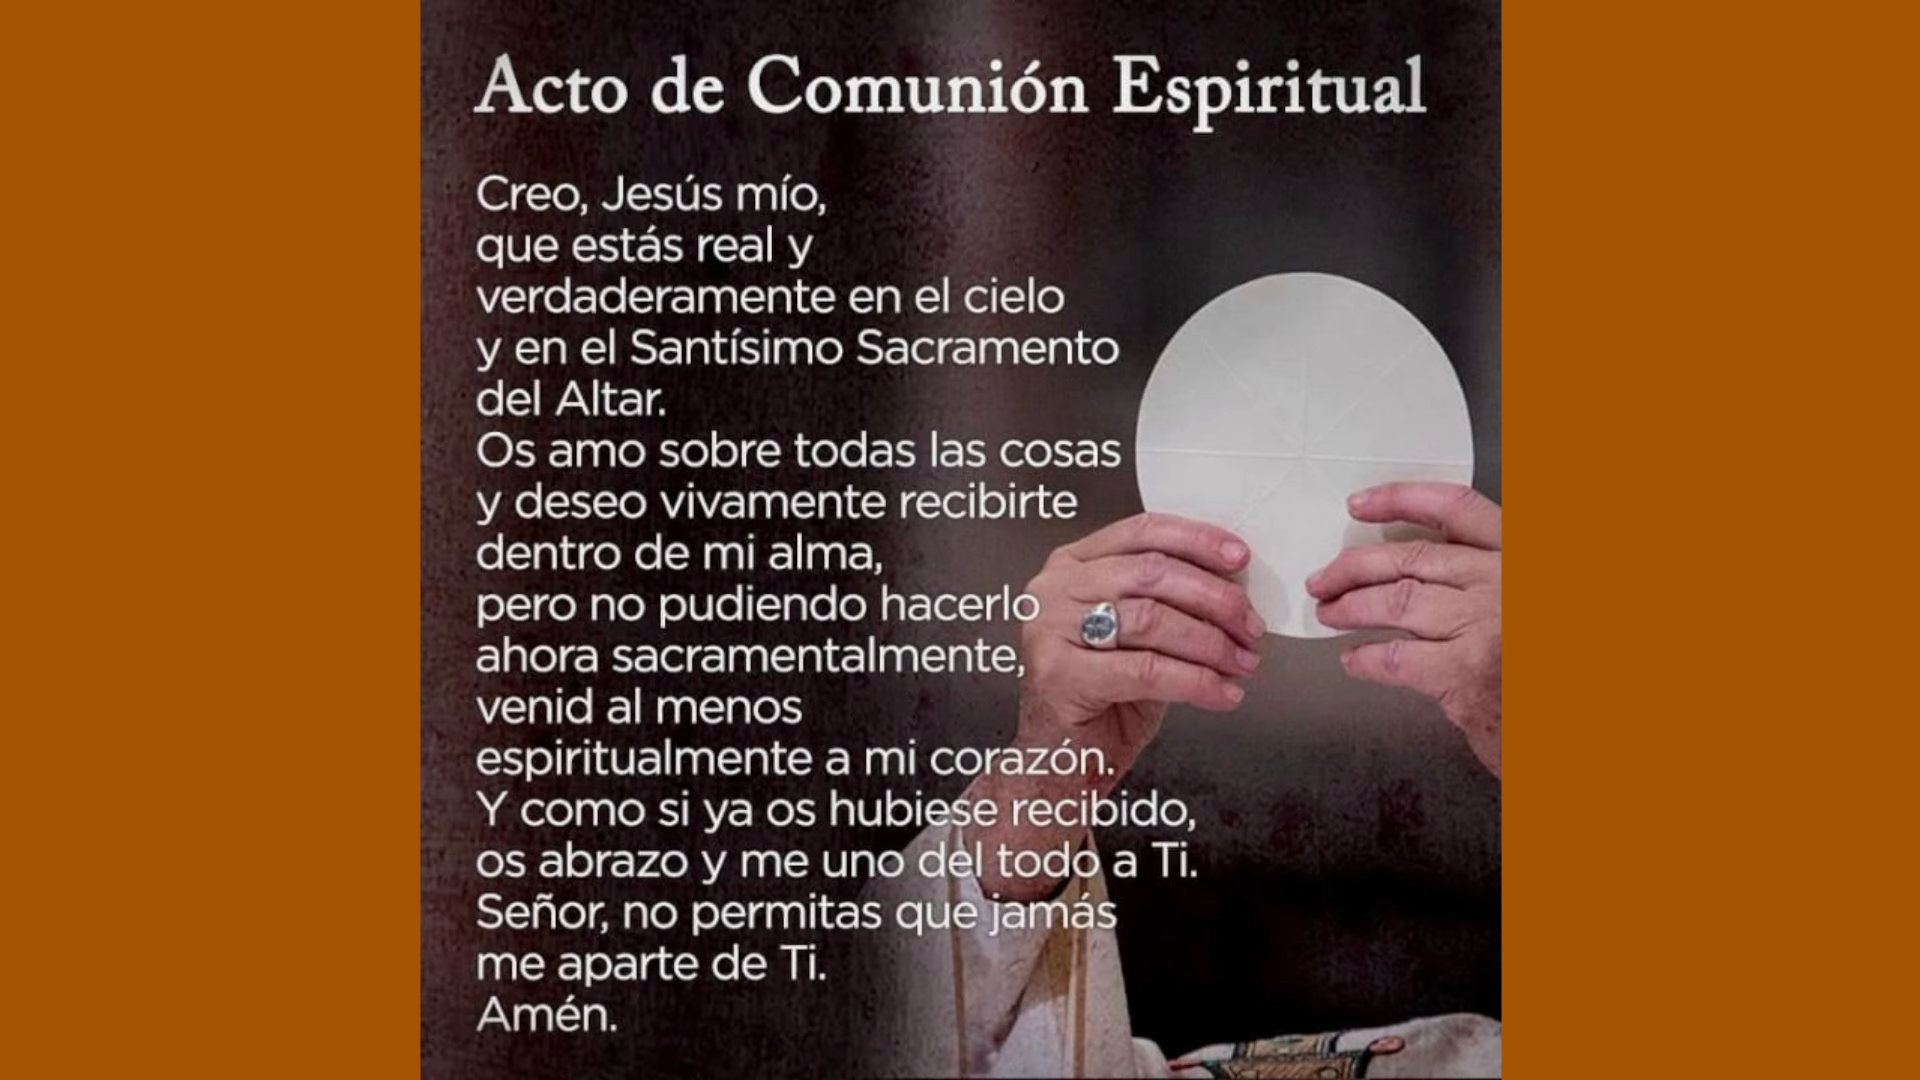 Acto de Comunión Espiritual
Creo, Jesús mío,
que estás real y
verdaderamente en el cielo
y en el Santísimo Sacramento
del Altar.
Os amo sobre todas las cosas
y deseo vivamente recibirte
dentro de mi alma,
pero no pudiendo hacerlo
ahora sacramentalmente,
venid al menos
espiritualmente a mi corazón.
Y como si ya os hubiese recibido,
os abrazo y me uno del todo a Ti.
Señor, no permitas que jamás
me aparte de Ti.
Amén.